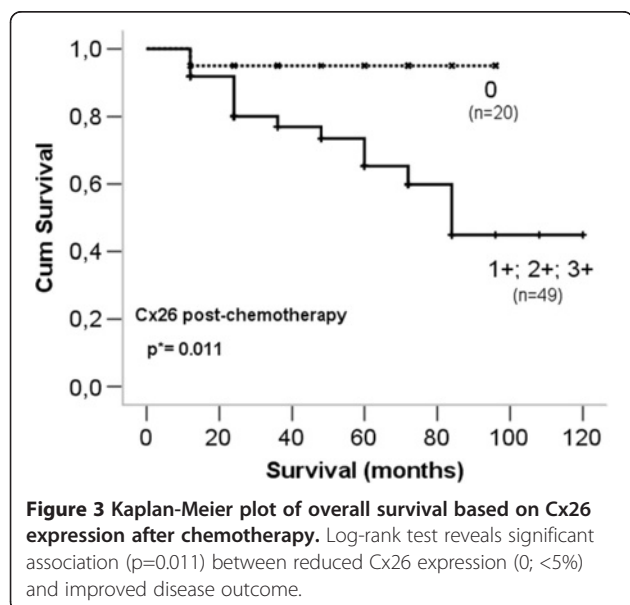 1,0
0,8
0,6
0,4
0,2
0,0
Cum Survival
0
(n=20)
1+; 2+; 3+
(n=49)
Cx26 post-chemotherapy
p*= 0.011
0 20 40 60 80 100 120
Survival (months)
Figure 3 Kaplan-Meier plot of overall survival based on Cx26
expression after chemotherapy. Log-rank test reveals significant
association (p=0.011) between reduced Cx26 expression (0; <5%)
and improved disease outcome.